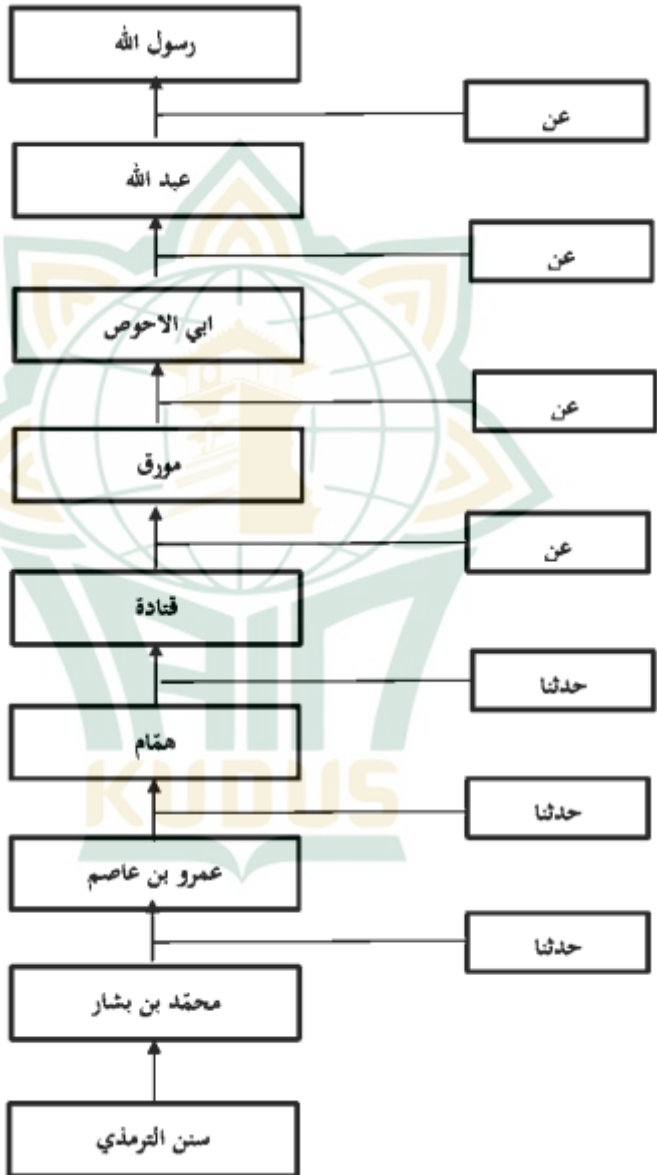 رسول الله
عن
عبد الله
عن
ابي الاحوص
عن
مورق
عن
قتادة
حدثنا
همّام
حدثنا
عمرو بن عاصم
حدثنا
محمّد بن بشار
سنن الترمذي
KUDUS